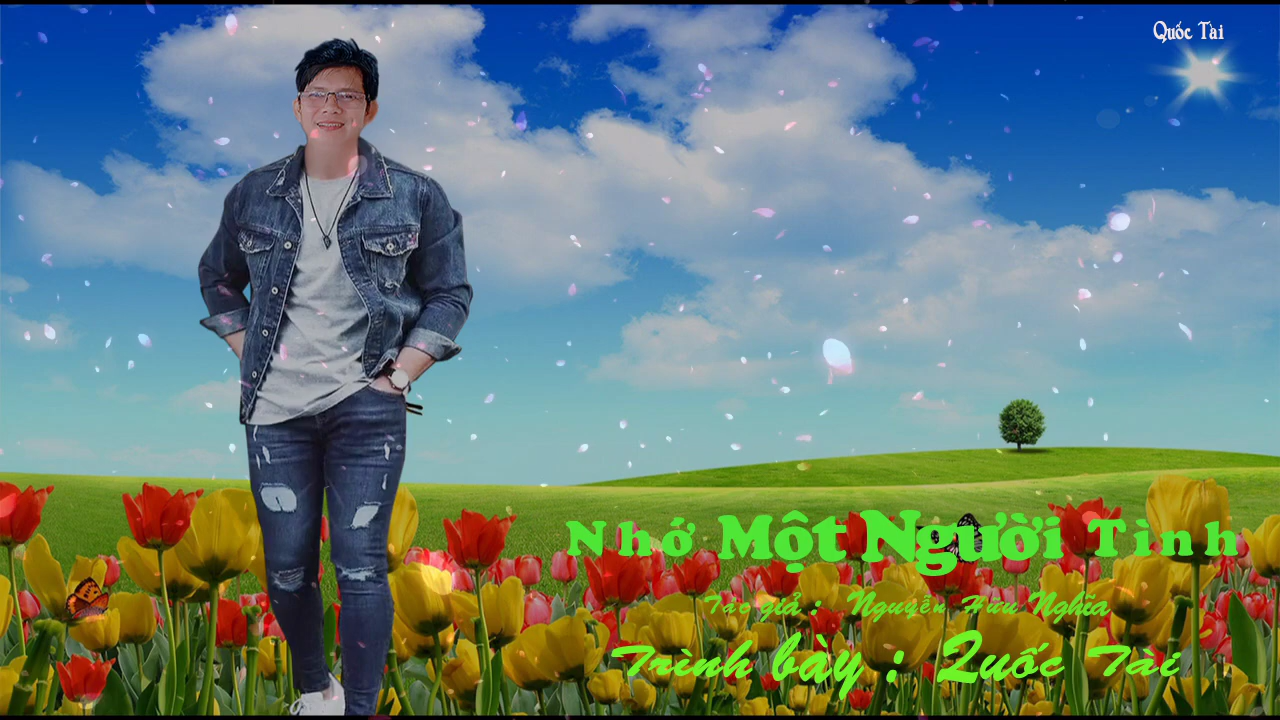 Quốc Tài
Nhớ Một Người Tình
Tác giả : Nguyễn Hữu Nghĩa
Trình bày : Quốc Tài